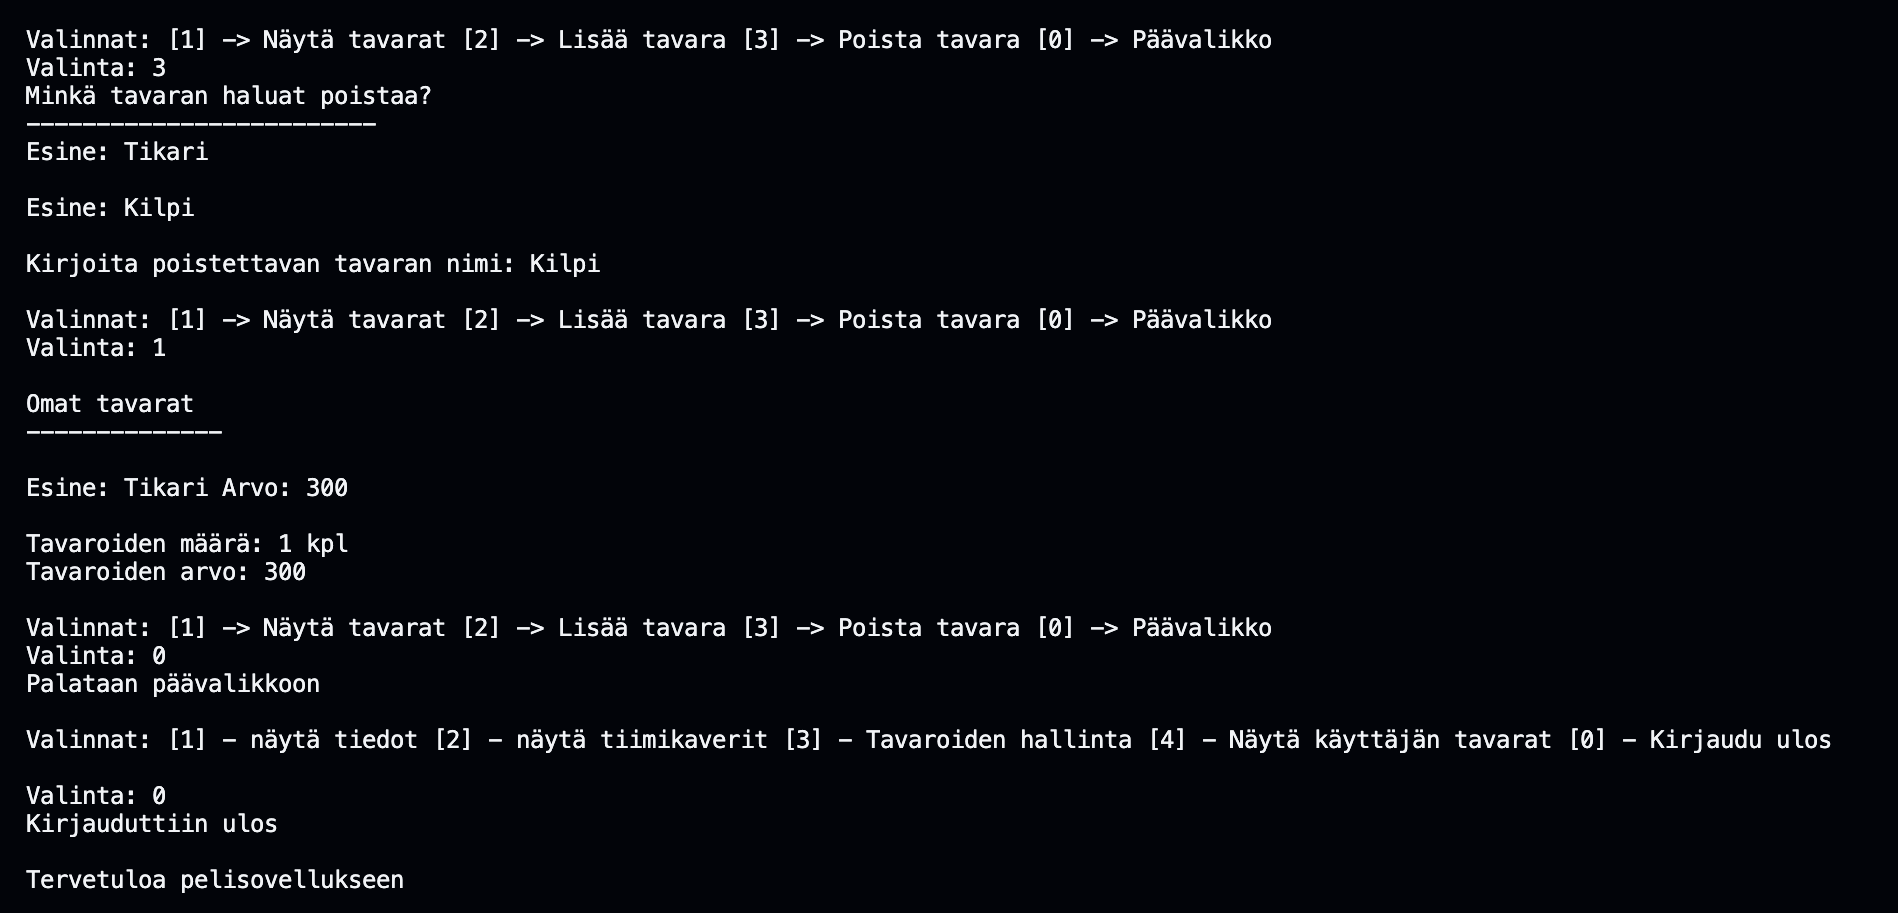 Valinnat: [1] -> Näytä tavarat [2] -> Lisää tavara [3] -> Poista tavara [0] -> Päävalikko
Valinta: 3
Minkä tavaran haluat poistaa?
-------------------------
Esine: Tikari
Esine: Kilpi
Kirjoita poistettavan tavaran nimi: Kilpi
Valinnat: [1] -> Näytä tavarat [2] -> Lisää tavara [3] -> Poista tavara [0] -> Päävalikko
Valinta: 1
Omat tavarat
--------------
Esine: Tikari Arvo: 300
Tavaroiden määrä: 1 kpl
Tavaroiden arvo: 300
Valinnat: [1] -> Näytä tavarat [2] -> Lisää tavara [3] -> Poista tavara [0] -> Päävalikko
Valinta: 0
Palataan päävalikkoon
Valinnat: [1] - näytä tiedot [2] - näytä tiimikaverit [3] - Tavaroiden hallinta [4] - Näytä käyttäjän tavarat [0] - Kirjaudu ulos
Valinta: 0
Kirjauduttiin ulos
Tervetuloa pelisovellukseen